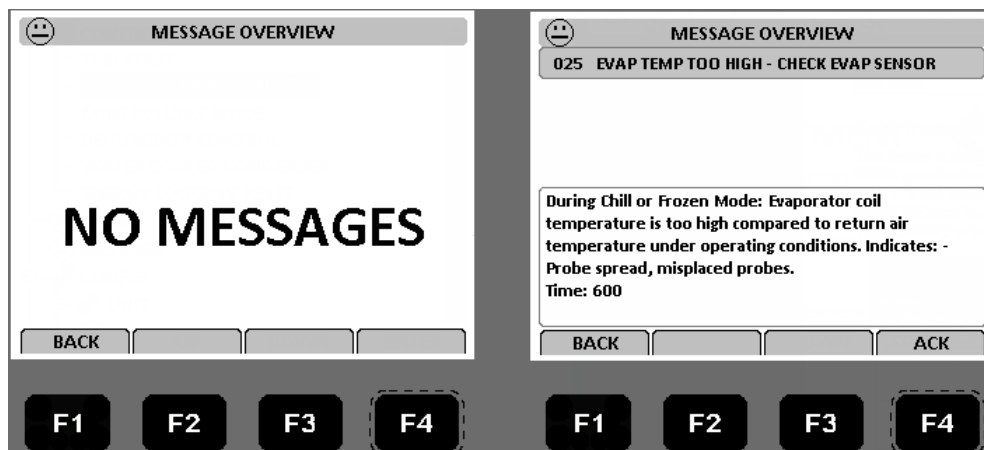 MESSAGE OVERVIEW
NO MESSAGES
BACK
F1 F2 F3 F4
MESSAGE OVERVIEW
025 EVAP TEMP TOO HIGH - CHECK EVAP SENSOR
During Chill or Frozen Mode: Evaporator coil
temperature is too high compared to return air
temperature under operating conditions. Indicates: -
Probe spread, misplaced probes.
Time: 600
BACK ACK
F1 F2 F3 F4